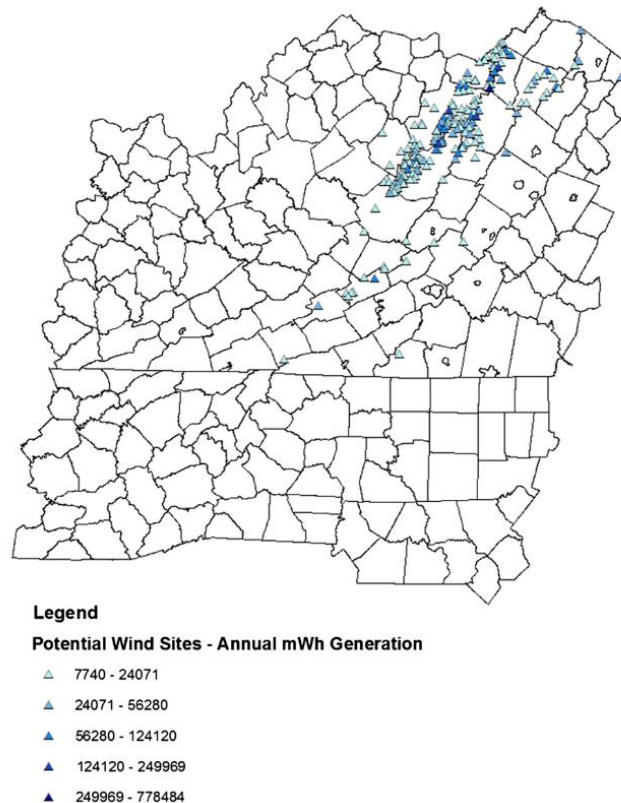 Legend
Potential Wind Sites - Annual mWh Generation
7740 - 24071
24071 - 56280
56280 - 124120
124120 - 249969
249969 - 778484